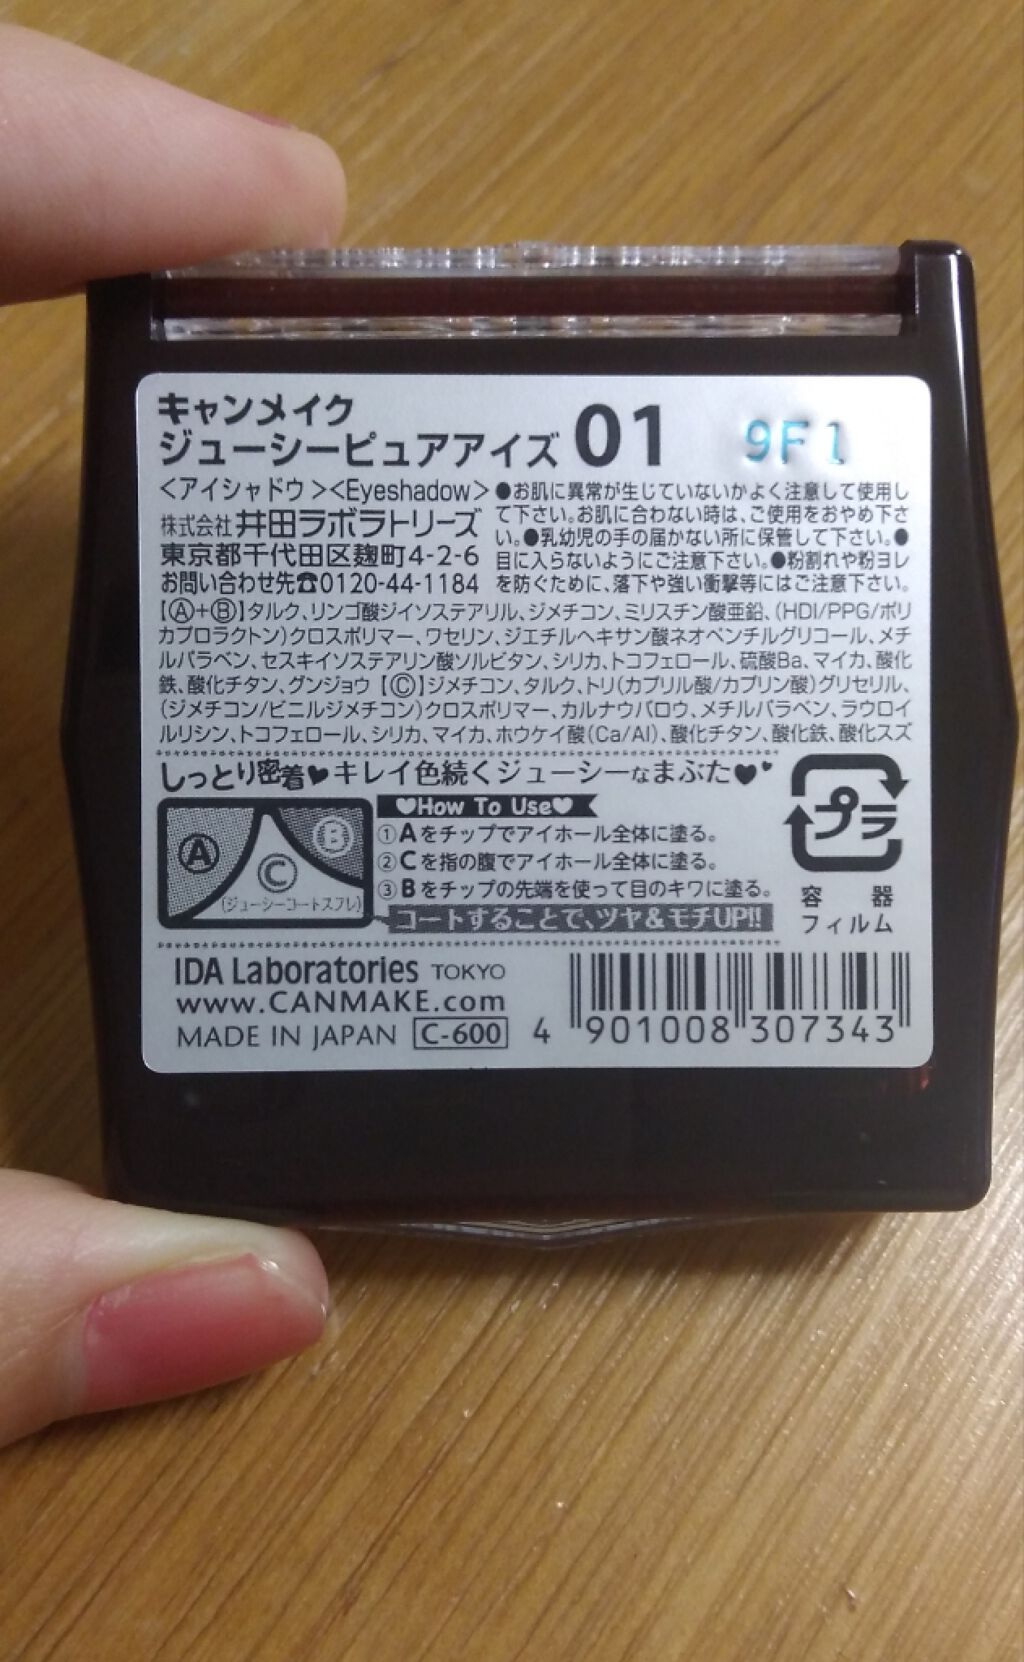 キャンメイク
ジューシーピュアアイズ 01
9F1
＜アイシャドウ＞＜Eyeshadow＞
株式会社 井田ラボラトリーズ
東京都千代田区麹町4-2-6
お問い合わせ先☎0120-44-1184
●お肌に異常が生じていないかよく注意して使用し
て下さい。お肌に合わない時は、ご使用をおやめ下さ
い。●乳幼児の手の届かない所に保管して下さい。●
目に入らないようにご注意下さい。●粉割れや粉ヨレ
を防ぐために、落下や強い衝撃等にはご注意下さい。
【Ⓐ+Ⓑ】タルク、リンゴ酸ジイソステアリル、ジメチコン、ミリスチン酸亜鉛、(HDI/PPG/ポリ
カプロラクトン)クロスポリマー、ワセリン、ジエチルヘキサン酸ネオペンチルグリコール、メチ
ルパラベン、セスキイソステアリン酸ソルビタン、シリカ、トコフェロール、硫酸Ba、マイカ、酸化
鉄、酸化チタン、グンジョウ【Ⓒ】ジメチコン、タルク、トリ(カプリル酸/カプリン酸)グリセリル、
(ジメチコン/ビニルジメチコン)クロスポリマー、カルナウバロウ、メチルパラベン、ラウロイ
ルリシン、トコフェロール、シリカ、マイカ、ホウケイ酸(Ca/Al)、酸化チタン、酸化鉄、酸化スズ
しっとり密着♥キレイ色続くジューシーなまぶた♥♥
Ⓐ
Ⓑ
Ⓒ
(ジューシーコートスフレ)
♥How To Use♥
①Aをチップでアイホール全体に塗る。
②Cを指の腹でアイホール全体に塗る。
③Bをチップの先端を使って目のキワに塗る。
コートすることで、ツヤ&モチUP!!
プラ
容 器
フィルム
IDA Laboratories TOKYO
www.CANMAKE.com
MADE IN JAPAN C-600
4 901008 307343